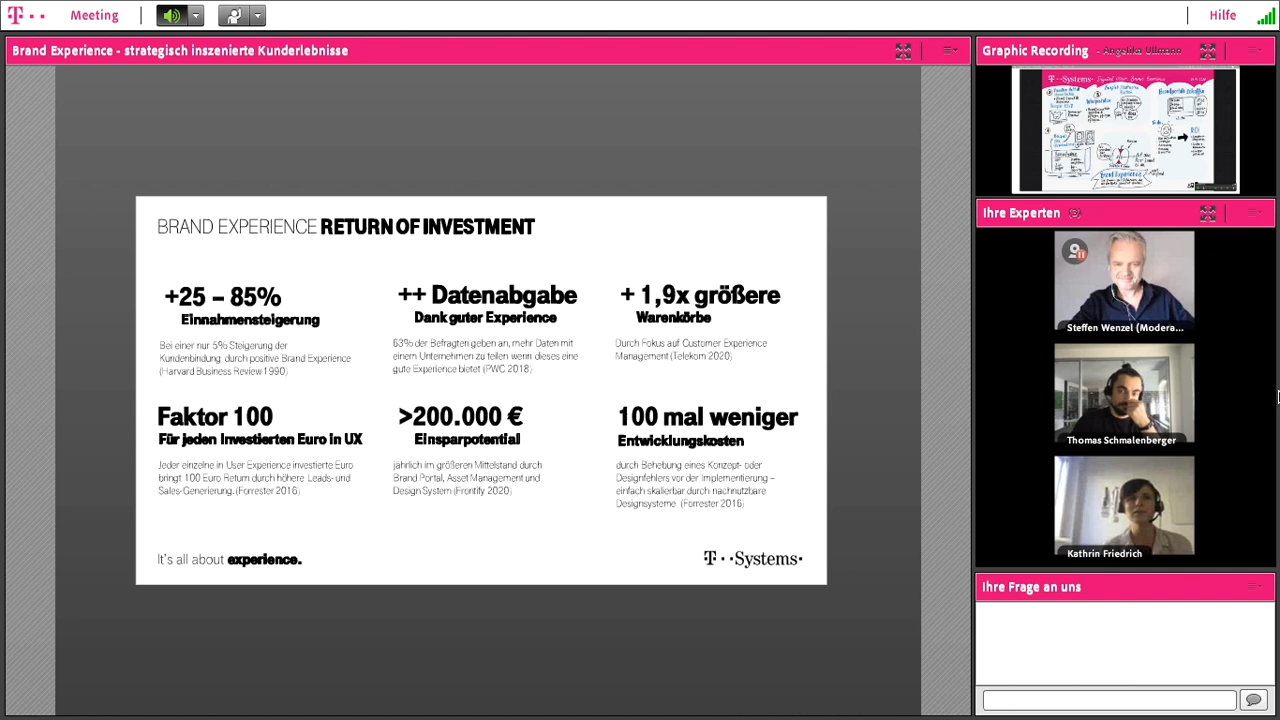 T
Meeting
Hilfe
Brand Experience - strategisch inszenierte Kunderlebnisse
BRAND EXPERIENCE RETURN OF INVESTMENT
+25 – 85%
Einnahmensteigerung
Bei einer nur 5% Steigerung der
Kundenbindung durch positive Brand Experience
(Harvard Business Review 1990)
++ Datenabgabe
Dank guter Experience
63% der Befragten geben an, mehr Daten mit
einem Unternehmen zu teilen wenn dieses eine
gute Experience bietet (PWC 2018)
+ 1,9x größere
Warenkörbe
Durch Fokus auf Customer Experience
Management (Telekom 2020)
Faktor 100
Für jeden Investierten Euro in UX
Jeder einzelne in User Experience investierte Euro
bringt 100 Euro Return durch höhere Leads- und
Sales-Generierung. (Forrester 2016)
>200.000 €
Einsparpotential
jährlich im größeren Mittelstand durch
Brand Portal, Asset Management und
Design System (Frontify 2020)
100 mal weniger
Entwicklungskosten
durch Behebung eines Konzept- oder
Designfehlers vor der Implementierung –
einfach skalierbar durch nachnutzbare
Designsysteme (Forrester 2016)
It's all about experience.
T··Systems·
Graphic Recording - Angelika Ullmann
T··Systems·
Brand Experience
ROI
Ihre Experten (3)
Steffen Wenzel (Modera...
Thomas Schmalenberger
Kathrin Friedrich
Ihre Frage an uns